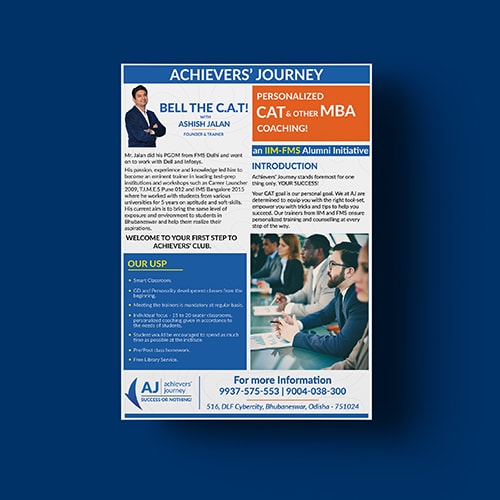 ACHIEVERS' JOURNEY
BELL THE C.A.T!
WITH
ASHISH JALAN
FOUNDER & TRAINER
PERSONALIZED
CAT & OTHER MBA
COACHING!
an IIM-FMS Alumni Initiative
Mr. Jalan did his PGDM from FMS Delhi and went
on to work with Dell and Infosys.
His passion, experience and knowledge led him to
become an eminent trainer in leading test-prep
institutions and workshops such as Career Launcher
2009, T.I.M.E.S Pune 012 and IMS Bangalore 2015
where he worked with students from various
universities for 5 years on aptitude and soft-skills.
His current aim is to bring the same level of
exposure and environment to students in
Bhubaneswar and help them realize their
aspirations.
WELCOME TO YOUR FIRST STEP TO
ACHIEVERS' CLUB.
INTRODUCTION
Achievers' Journey stands foremost for one
thing only. YOUR SUCCESS!
Your CAT goal is our personal goal. We at AJ are
determined to equip you with the right tool-set,
empower you with tricks and tips to help you
succeed. Our trainers from IIM and FMS ensure
personalized training and counselling at every
step of the way.
OUR USP
Smart Classroom.
GD and Personality development classes from the
beginning.
Meeting the trainers is mandatory at regular basis.
Individual focus - 15 to 20 seater classrooms,
personalized coaching given in accordance to
the needs of students.
Student would be encouraged to spend as much
time as possible at the institute.
Pre/Post class homework.
Free Library Service.
AJ achievers' journey
SUCCESS OR NOTHING!
For more Information
9937-575-553 | 9004-038-300
516, DLF Cybercity, Bhubaneswar, Odisha - 751024